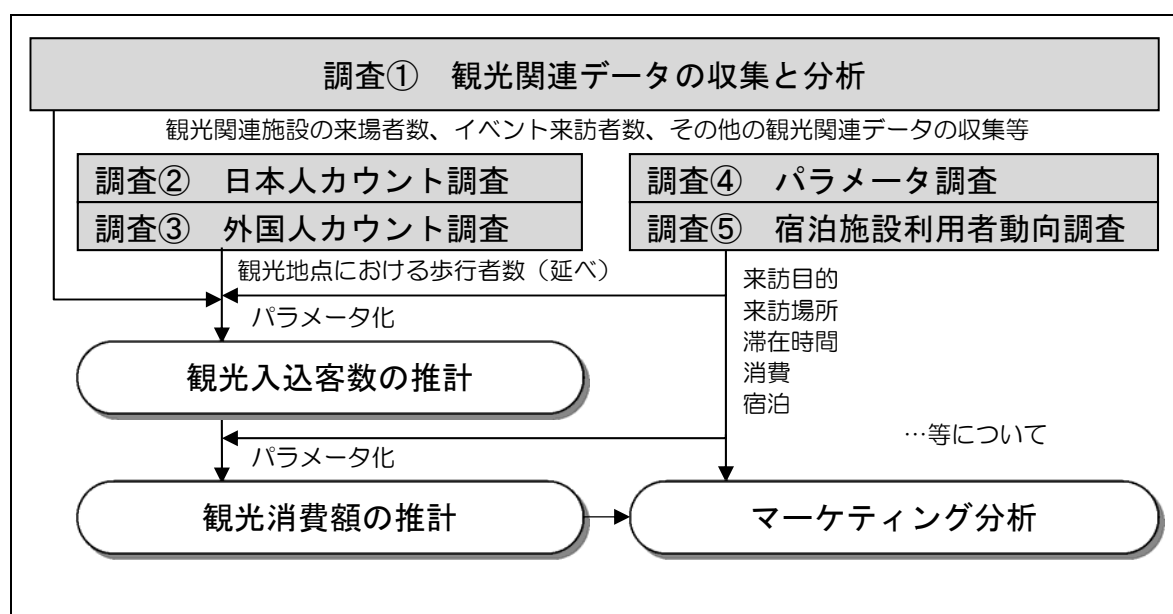 調査① 観光関連データの収集と分析
観光関連施設の来場者数、イベント来訪者数、その他の観光関連データの収集等
調査② 日本人カウント調査
調査③ 外国人カウント調査
調査④ パラメータ調査
調査⑤ 宿泊施設利用者動向調査
観光地点における歩行者数（延べ）
パラメータ化
観光入込客数の推計
来訪目的
来訪場所
滞在時間
消費
宿泊
…等について
パラメータ化
観光消費額の推計
マーケティング分析